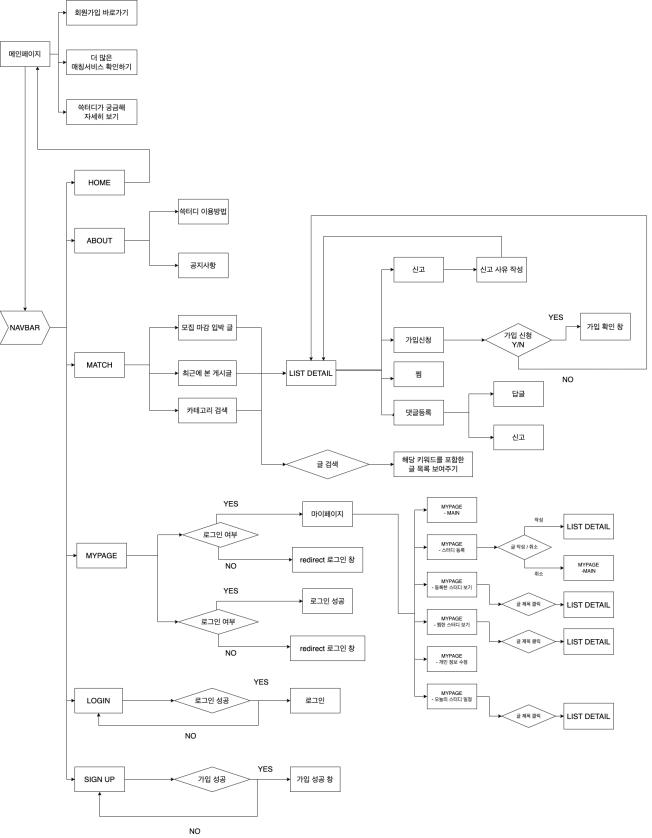 회원가입 바로가기
메인페이지
더 많은
매칭서비스 확인하기
쓱터디가 궁금해
자세히 보기
HOME
ABOUT
쓱터디 이용방법
공지사항
NAVBAR
MATCH
모집 마감 임박 글
최근에 본 게시글
카테고리 검색
LIST DETAIL
신고
신고 사유 작성
가입신청
가입 신청
Y/N
YES
가입 확인 창
NO
찜
댓글등록
답글
신고
글 검색
해당 키워드를 포함한
글 목록 보여주기
MYPAGE
로그인 여부
YES
마이페이지
NO
redirect 로그인 창
로그인 여부
YES
로그인 성공
NO
redirect 로그인 창
MYPAGE
- MAIN
MYPAGE
- 스터디 등록
글 작성 / 취소
작성
LIST DETAIL
취소
MYPAGE
-MAIN
MYPAGE
- 등록한 스터디 보기
글 제목 클릭
LIST DETAIL
MYPAGE
- 찜한 스터디 보기
글 제목 클릭
LIST DETAIL
MYPAGE
- 개인 정보 수정
MYPAGE
- 오늘의 스터디 일정
글 제목 클릭
LIST DETAIL
LOGIN
로그인 성공
YES
로그인
NO
SIGN UP
가입 성공
YES
가입 성공 창
NO